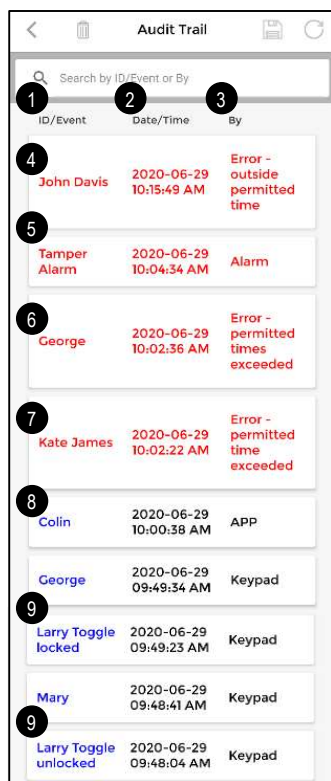 Audit Trail
Search by ID/Event or By
1 2 3
ID/Event Date/Time By
4
John Davis 2020-06-29 10:15:49 AM Error - outside permitted time
5
Tamper Alarm 2020-06-29 10:04:34 AM Alarm
6
George 2020-06-29 10:02:36 AM Error - permitted times exceeded
7
Kate James 2020-06-29 10:02:22 AM Error - permitted time exceeded
8
Colin 2020-06-29 10:00:38 AM APP
George 2020-06-29 09:49:34 AM Keypad
9
Larry Toggle locked 2020-06-29 09:49:23 AM Keypad
Mary 2020-06-29 09:48:41 AM Keypad
9
Larry Toggle unlocked 2020-06-29 09:48:04 AM Keypad